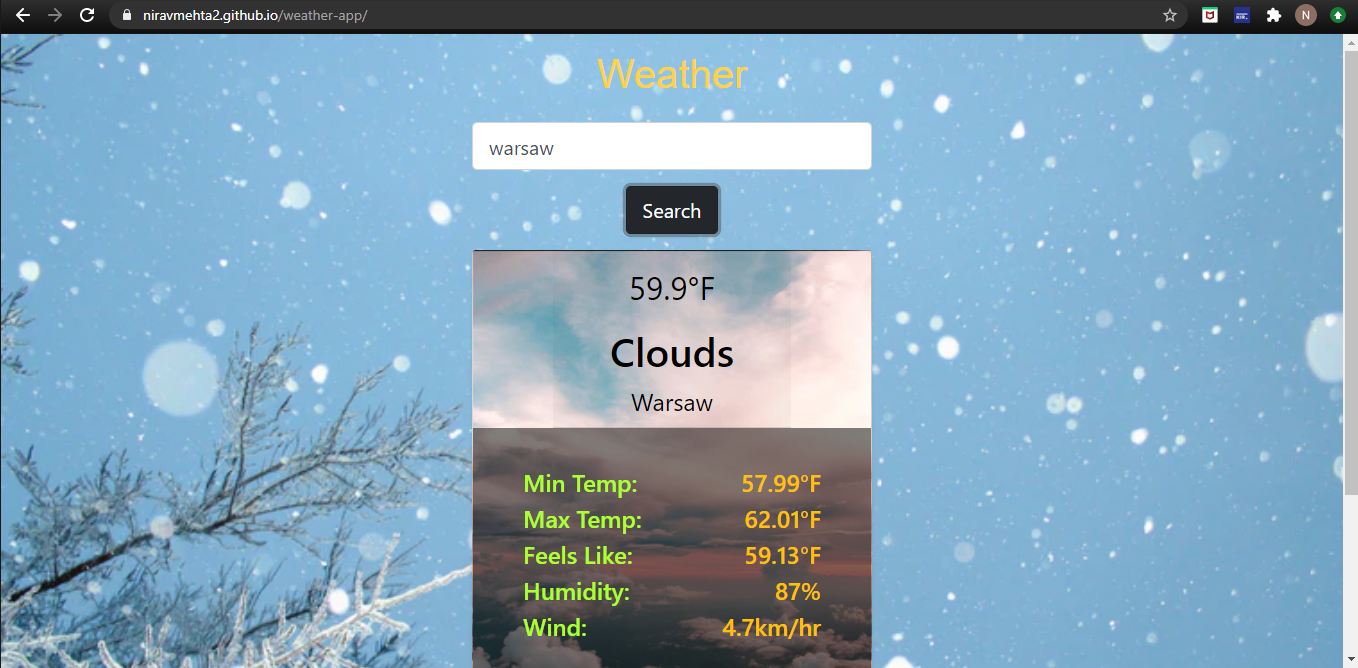 niravmehta2.github.io/weather-app/
N
Weather
warsaw
Search
59.9°F
Clouds
Warsaw
Min Temp: 57.99°F
Max Temp: 62.01°F
Feels Like: 59.13°F
Humidity: 87%
Wind: 4.7km/hr